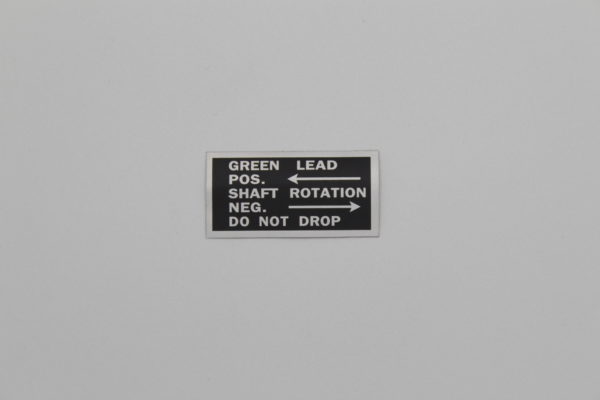 GREEN LEAD
POS. ←
SHAFT ROTATION
NEG. →
DO NOT DROP